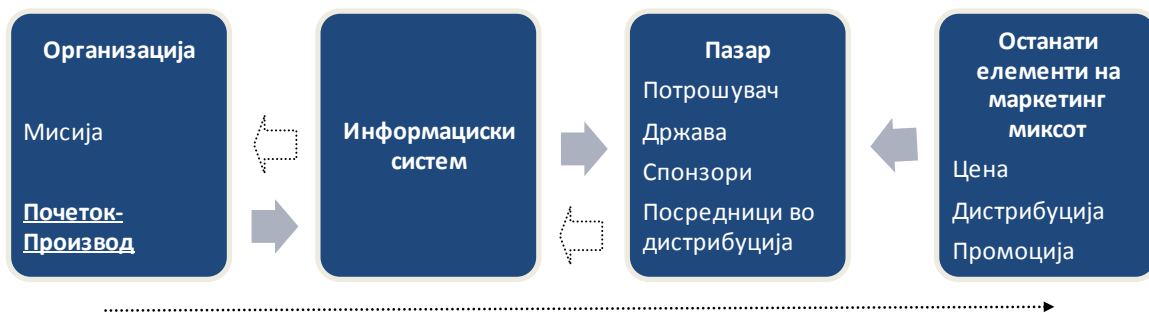 Организација
Мисија
Почеток-
Производ
Информациски
систем
Пазар
Потрошувач
Држава
Спонзори
Посредници во
дистрибуција
Останати
елементи на
маркетинг
миксот
Цена
Дистрибуција
Промоција